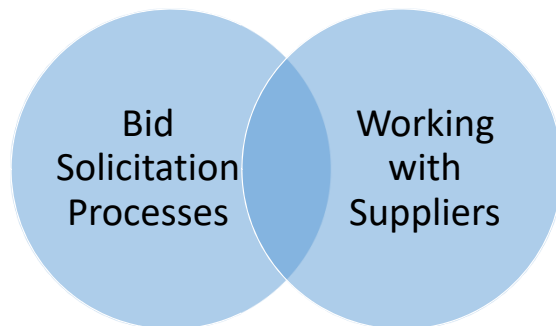 Bid
Solicitation
Processes
Working
with
Suppliers